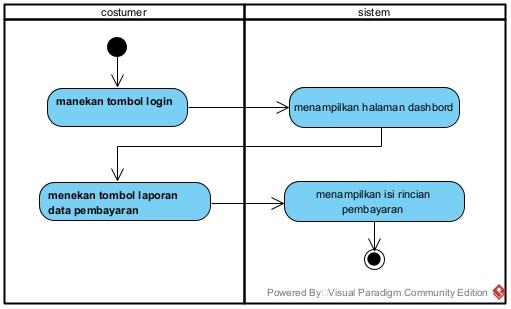 costumer
sistem
manekan tombol login
menampilkan halaman dashbord
menekan tombol laporan
data pembayaran
menampilkan isi rincian
pembayaran
Powered By Visual Paradigm Community Edition